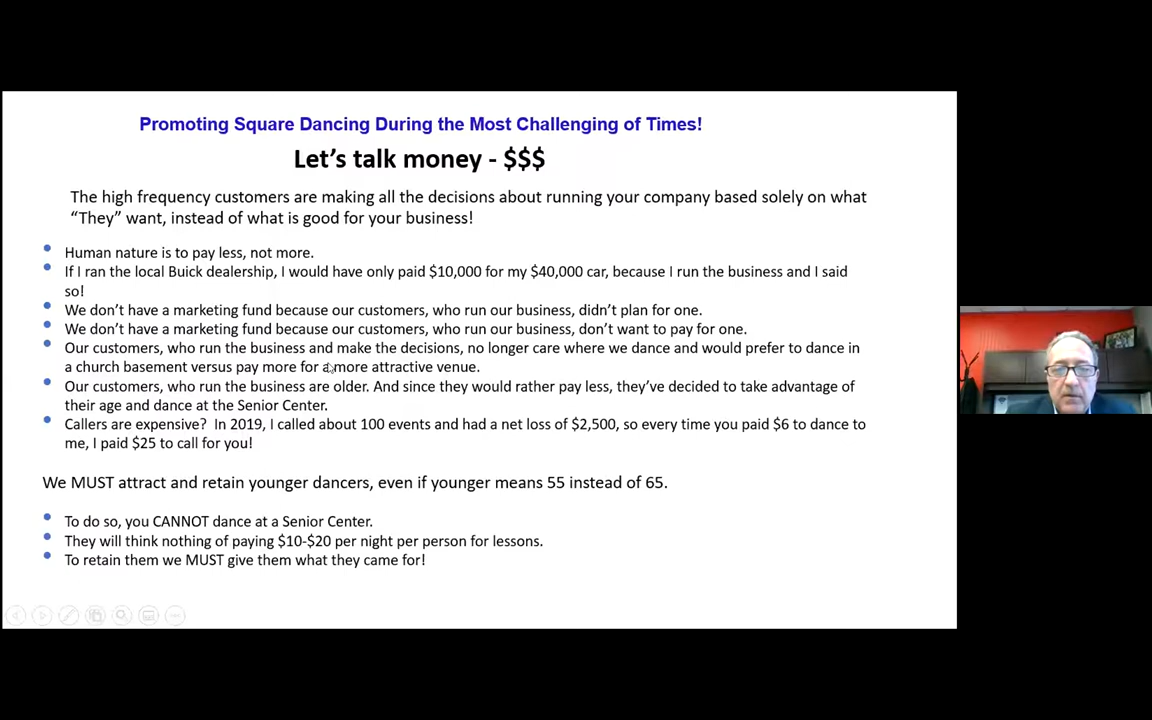 Promoting Square Dancing During the Most Challenging of Times!
Let’s talk money - $$$
The high frequency customers are making all the decisions about running your company based solely on what
“They” want, instead of what is good for your business!
Human nature is to pay less, not more.
If I ran the local Buick dealership, I would have only paid $10,000 for my $40,000 car, because I run the business and I said
so!
We don’t have a marketing fund because our customers, who run our business, didn’t plan for one.
We don’t have a marketing fund because our customers, who run our business, don’t want to pay for one.
Our customers, who run the business and make the decisions, no longer care where we dance and would prefer to dance in
a church basement versus pay more for a more attractive venue.
Our customers, who run the business are older. And since they would rather pay less, they’ve decided to take advantage of
their age and dance at the Senior Center.
Callers are expensive? In 2019, I called about 100 events and had a net loss of $2,500, so every time you paid $6 to dance to
me, I paid $25 to call for you!
We MUST attract and retain younger dancers, even if younger means 55 instead of 65.
To do so, you CANNOT dance at a Senior Center.
They will think nothing of paying $10-$20 per night per person for lessons.
To retain them we MUST give them what they came for!